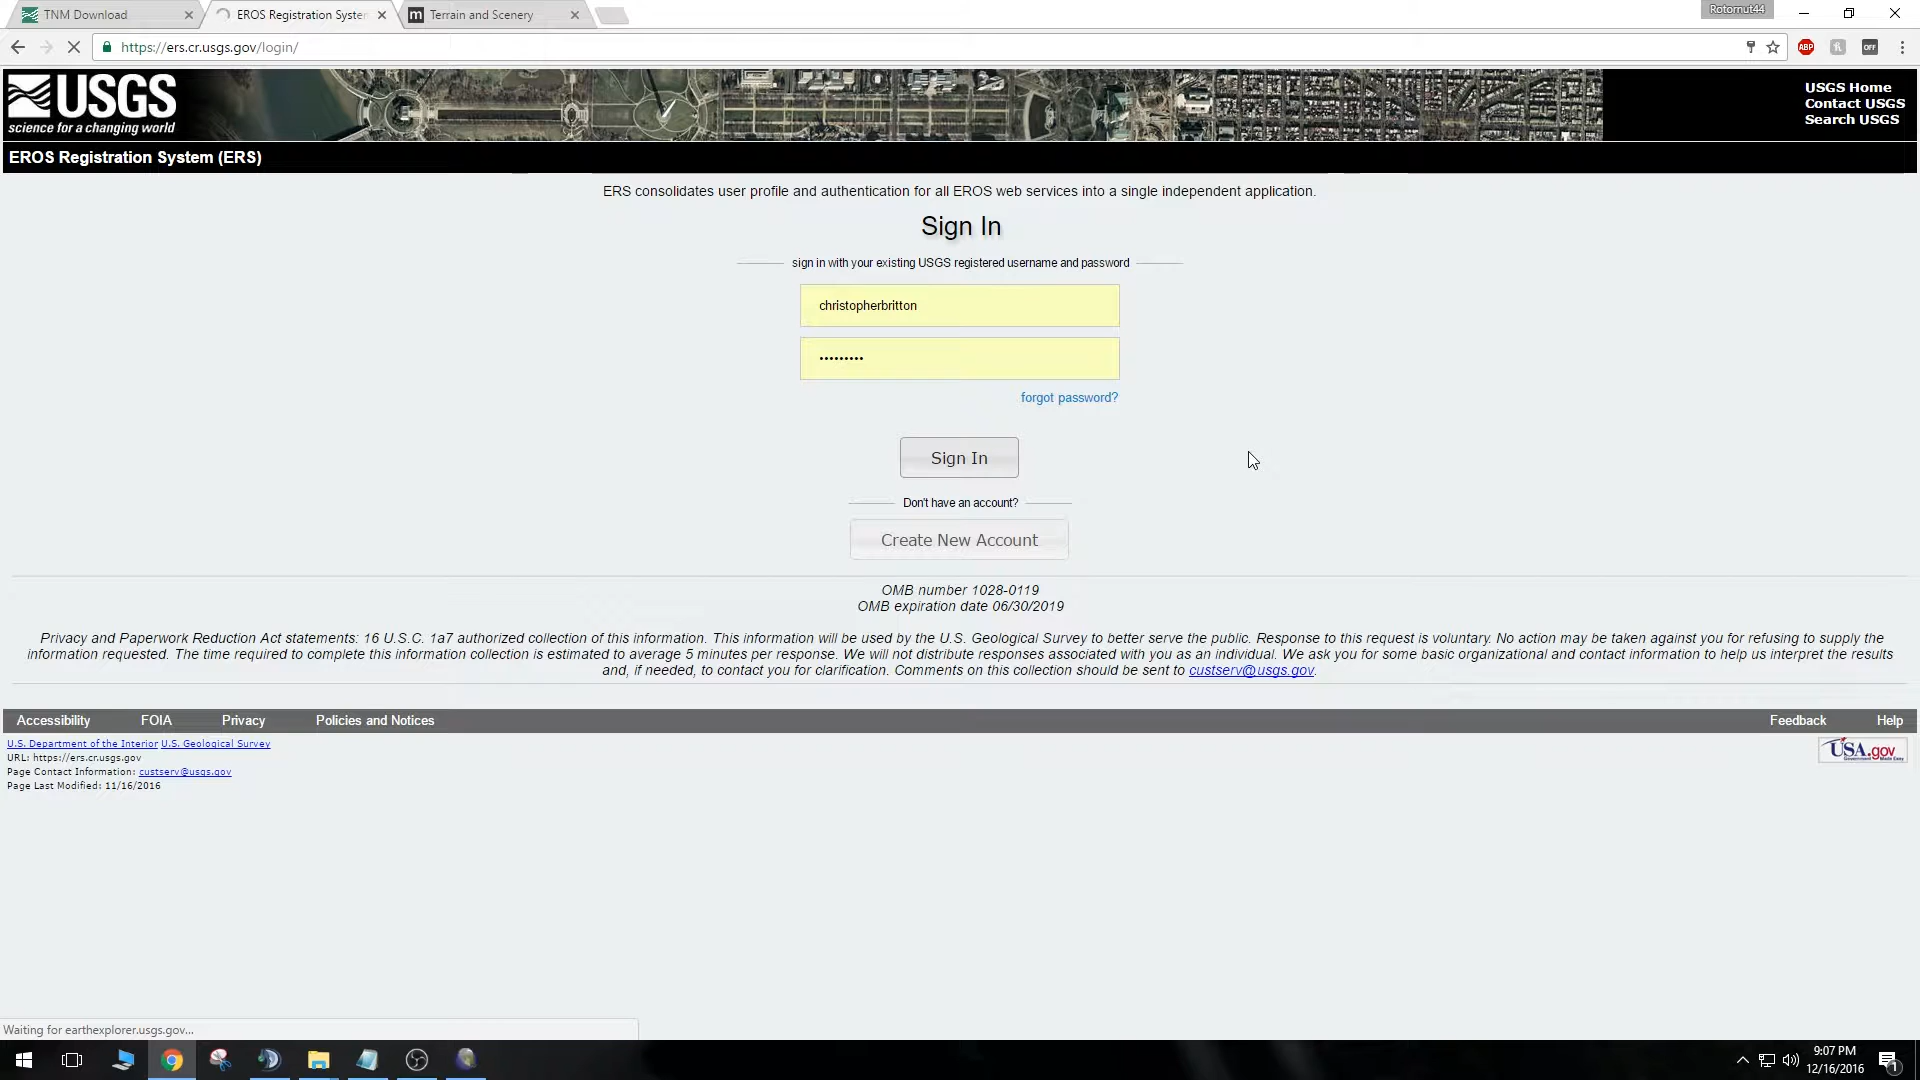 TNM Download
EROS Registration System
Terrain and Scenery
Rotornut44
https://ers.cr.usgs.gov/login/
ABP
OFF
USGS
science for a changing world
USGS Home
Contact USGS
Search USGS
EROS Registration System (ERS)
ERS consolidates user profile and authentication for all EROS web services into a single independent application.
Sign In
sign in with your existing USGS registered username and password
christopherbritton
•••••••••
forgot password?
Sign In
Don't have an account?
Create New Account
OMB number 1028-0119
OMB expiration date 06/30/2019
Privacy and Paperwork Reduction Act statements: 16 U.S.C. 1a7 authorized collection of this information. This information will be used by the U.S. Geological Survey to better serve the public. Response to this request is voluntary. No action may be taken against you for refusing to supply the
information requested. The time required to complete this information collection is estimated to average 5 minutes per response. We will not distribute responses associated with you as an individual. We ask you for some basic organizational and contact information to help us interpret the results
and, if needed, to contact you for clarification. Comments on this collection should be sent to custserv@usgs.gov.
Accessibility FOIA Privacy Policies and Notices Feedback Help
U.S. Department of the Interior U.S. Geological Survey
URL: https://ers.cr.usgs.gov
Page Contact Information: custserv@usgs.gov
Page Last Modified: 11/16/2016
USA.gov
Government Made Easy
Waiting for earthexplorer.usgs.gov...
9:07 PM
12/16/2016
1